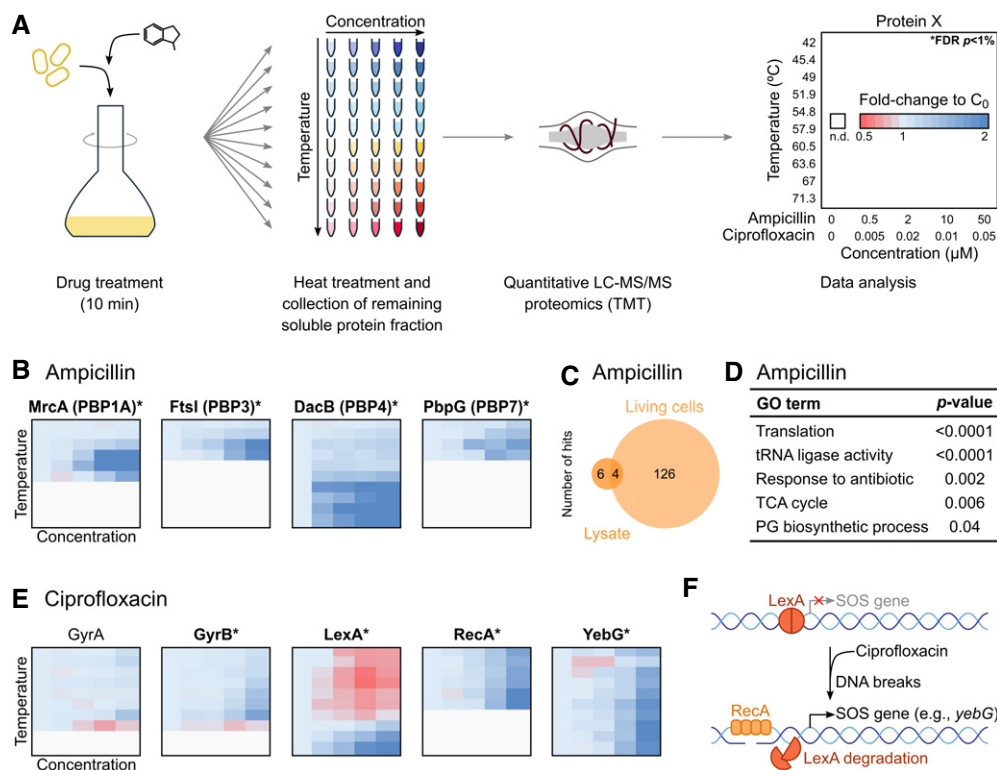 A
Concentration
Temperature
Protein X
*FDR p<1%
Temperature (ºC)
42
45.4
49
51.9
54.8
57.9
60.5
63.6
67
71.3
Fold-change to C0
n.d.
0.5
1
2
Ampicillin
0
0.5
2
10
50
Ciprofloxacin
0
0.005
0.02
0.01
0.05
Concentration (µM)
Drug treatment
(10 min)
Heat treatment and
collection of remaining
soluble protein fraction
Quantitative LC-MS/MS
proteomics (TMT)
Data analysis
B Ampicillin
MrcA (PBP1A)*
FtsI (PBP3)*
DacB (PBP4)*
PbpG (PBP7)*
Temperature
Concentration
C Ampicillin
Living cells
Number of hits
6
4
126
Lysate
D Ampicillin
GO term p-value
Translation <0.0001
tRNA ligase activity <0.0001
Response to antibiotic 0.002
TCA cycle 0.006
PG biosynthetic process 0.04
E Ciprofloxacin
GyrA
GyrB*
LexA*
RecA*
YebG*
Temperature
Concentration
F
LexA
SOS gene
Ciprofloxacin
DNA breaks
RecA
SOS gene (e.g., yebG)
LexA degradation